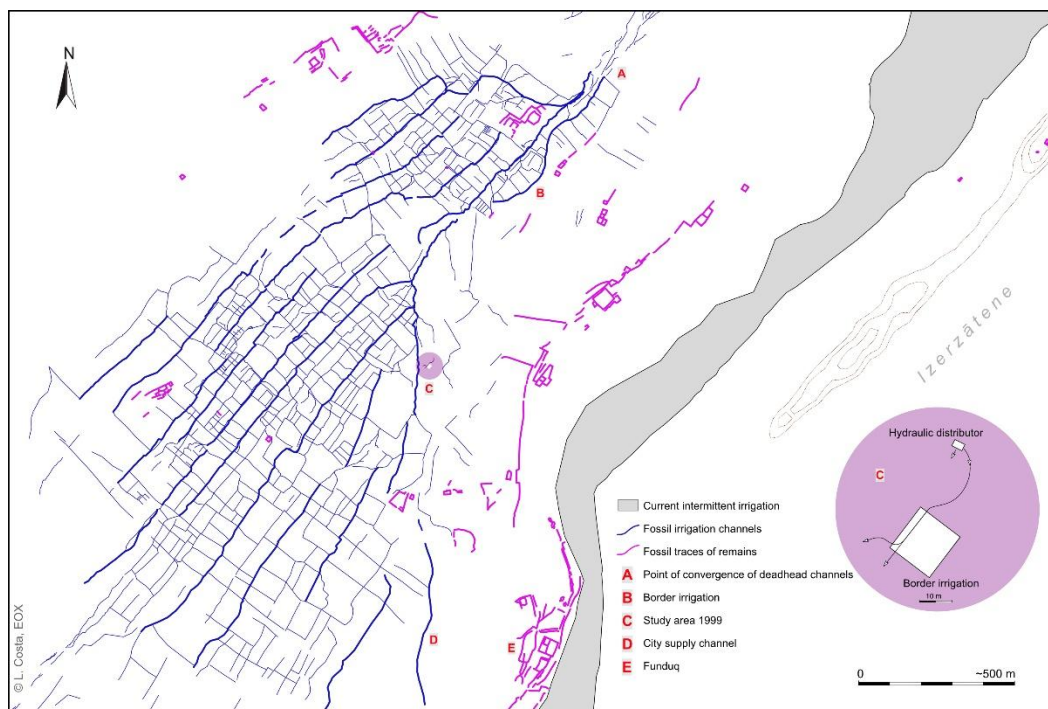 N
A
B
Izerzātene
C
Hydraulic distributor
C
Border irrigation
10 m
Current intermittent irrigation
Fossil irrigation channels
Fossil traces of remains
A Point of convergence of deadhead channels
B Border irrigation
C Study area 1999
D City supply channel
E Funduq
D
E
0 ~500 m
© L. Costa, EOX